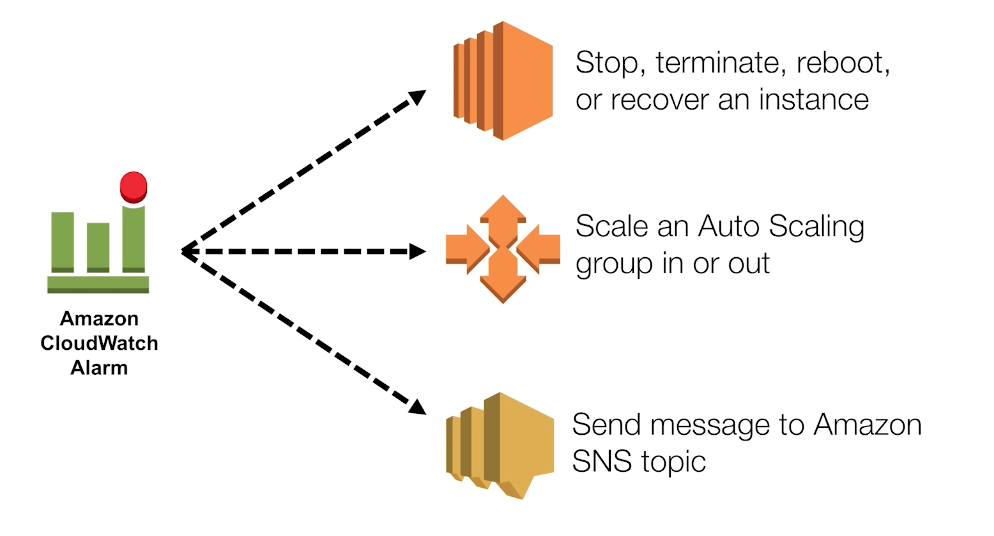 Stop, terminate, reboot,
or recover an instance
Scale an Auto Scaling
group in or out
Amazon
CloudWatch
Alarm
Send message to Amazon
SNS topic